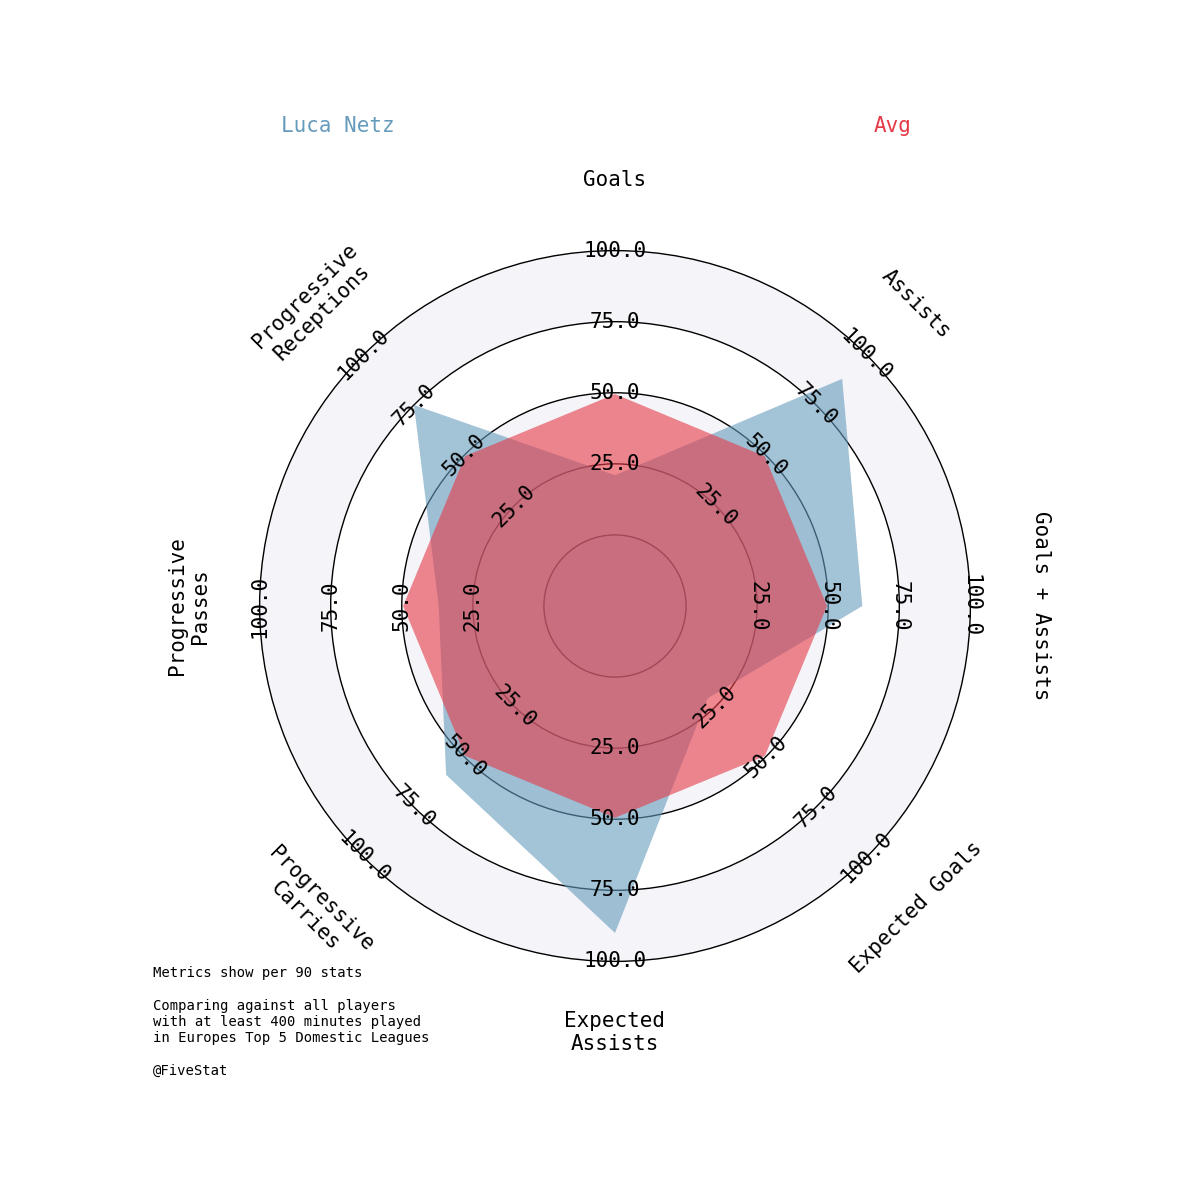 Luca Netz
Avg
Goals
Assists
Goals + Assists
Expected Goals
Expected
Assists
Progressive
Carries
Progressive
Passes
Progressive
Receptions
100.0
75.0
50.0
25.0
100.0
75.0
50.0
25.0
25.0
50.0
75.0
100.0
25.0
50.0
75.0
100.0
25.0
50.0
75.0
100.0
25.0
50.0
75.0
100.0
100.0
75.0
50.0
25.0
100.0
75.0
50.0
25.0
Metrics show per 90 stats
Comparing against all players
with at least 400 minutes played
in Europes Top 5 Domestic Leagues
@FiveStat